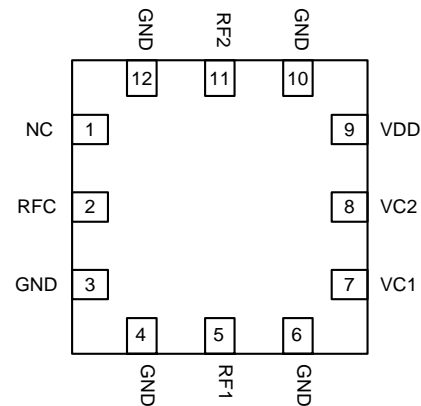 GND RF2 GND
12 11 10
NC 1 9 VDD
RFC 2 8 VC2
GND 3 7 VC1
4 5 6
GND RF1 GND